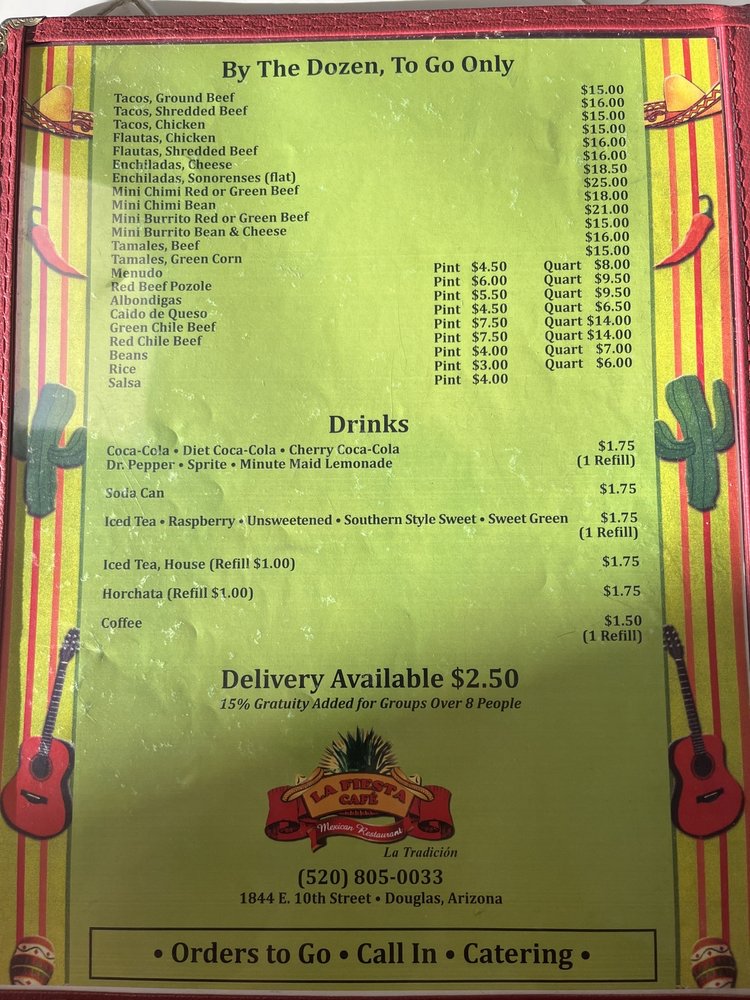 By The Dozen, To Go Only
Tacos, Ground Beef $15.00
Tacos, Shredded Beef $16.00
Tacos, Chicken $15.00
Flautas, Chicken $15.00
Flautas, Shredded Beef $16.00
Enchiladas, Cheese $16.00
Enchiladas, Sonorenses (flat) $18.50
Mini Chimi Red or Green Beef $25.00
Mini Chimi Bean $18.00
Mini Burrito Red or Green Beef $21.00
Mini Burrito Bean & Cheese $15.00
Tamales, Beef $16.00
Tamales, Green Corn $15.00
Menudo Pint $4.50 Quart $8.00
Red Beef Pozole Pint $6.00 Quart $9.50
Albondigas Pint $5.50 Quart $9.50
Caido de Queso Pint $4.50 Quart $6.50
Green Chile Beef Pint $7.50 Quart $14.00
Red Chile Beef Pint $7.50 Quart $14.00
Beans Pint $4.00 Quart $7.00
Rice Pint $3.00 Quart $6.00
Salsa Pint $4.00
Drinks
Coca-Cola • Diet Coca-Cola • Cherry Coca-Cola $1.75
Dr. Pepper • Sprite • Minute Maid Lemonade (1 Refill)
Soda Can $1.75
Iced Tea • Raspberry • Unsweetened • Southern Style Sweet • Sweet Green $1.75
(1 Refill)
Iced Tea, House (Refill $1.00) $1.75
Horchata (Refill $1.00) $1.75
Coffee $1.50
(1 Refill)
Delivery Available $2.50
15% Gratuity Added for Groups Over 8 People
LA FIESTA
CAFÉ
Mexican Restaurant
La Tradición
(520) 805-0033
1844 E. 10th Street • Douglas, Arizona
• Orders to Go • Call In • Catering •